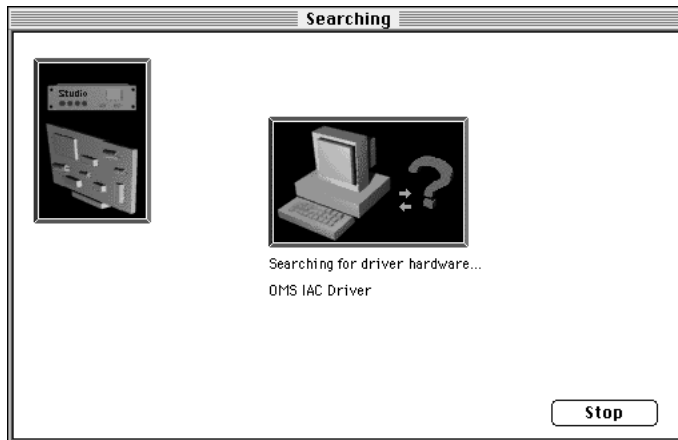 Searching
Studio
Searching for driver hardware...
OMS IAC Driver
Stop